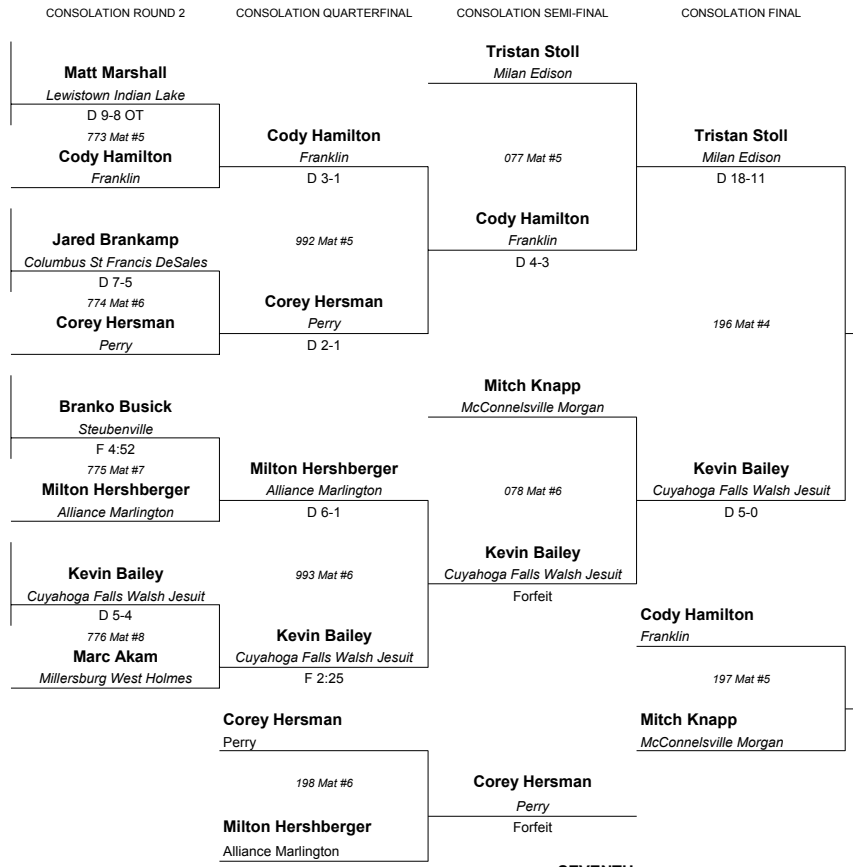 CONSOLATION ROUND 2
CONSOLATION QUARTERFINAL
CONSOLATION SEMI-FINAL
CONSOLATION FINAL
Matt Marshall
Lewistown Indian Lake
D 9-8 OT
773 Mat #5
Cody Hamilton
Franklin
Jared Brankamp
Columbus St Francis DeSales
D 7-5
774 Mat #6
Corey Hersman
Perry
Branko Busick
Steubenville
F 4:52
775 Mat #7
Milton Hershberger
Alliance Marlington
Kevin Bailey
Cuyahoga Falls Walsh Jesuit
D 5-4
776 Mat #8
Marc Akam
Millersburg West Holmes
Cody Hamilton
Franklin
D 3-1
992 Mat #5
Corey Hersman
Perry
D 2-1
Milton Hershberger
Alliance Marlington
D 6-1
993 Mat #6
Kevin Bailey
Cuyahoga Falls Walsh Jesuit
F 2:25
Corey Hersman
Perry
198 Mat #6
Milton Hershberger
Alliance Marlington
Tristan Stoll
Milan Edison
077 Mat #5
Cody Hamilton
Franklin
D 4-3
Mitch Knapp
McConnelsville Morgan
078 Mat #6
Kevin Bailey
Cuyahoga Falls Walsh Jesuit
Forfeit
Corey Hersman
Perry
Forfeit
Tristan Stoll
Milan Edison
D 18-11
196 Mat #4
Kevin Bailey
Cuyahoga Falls Walsh Jesuit
D 5-0
Cody Hamilton
Franklin
197 Mat #5
Mitch Knapp
McConnelsville Morgan